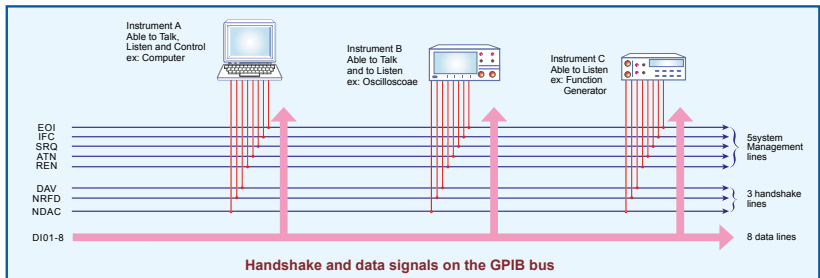 Instrument A
Able to Talk,
Listen and Control
ex: Computer
Instrument B
Able to Talk
and to Listen
ex: Oscilloscoae
Instrument C
Able to Listen
ex: Function
Generator
EOI
IFC
SRQ
ATN
REN
5system
Management
lines
DAV
NRFD
NDAC
3 handshake
lines
DI01-8
8 data lines
Handshake and data signals on the GPIB bus